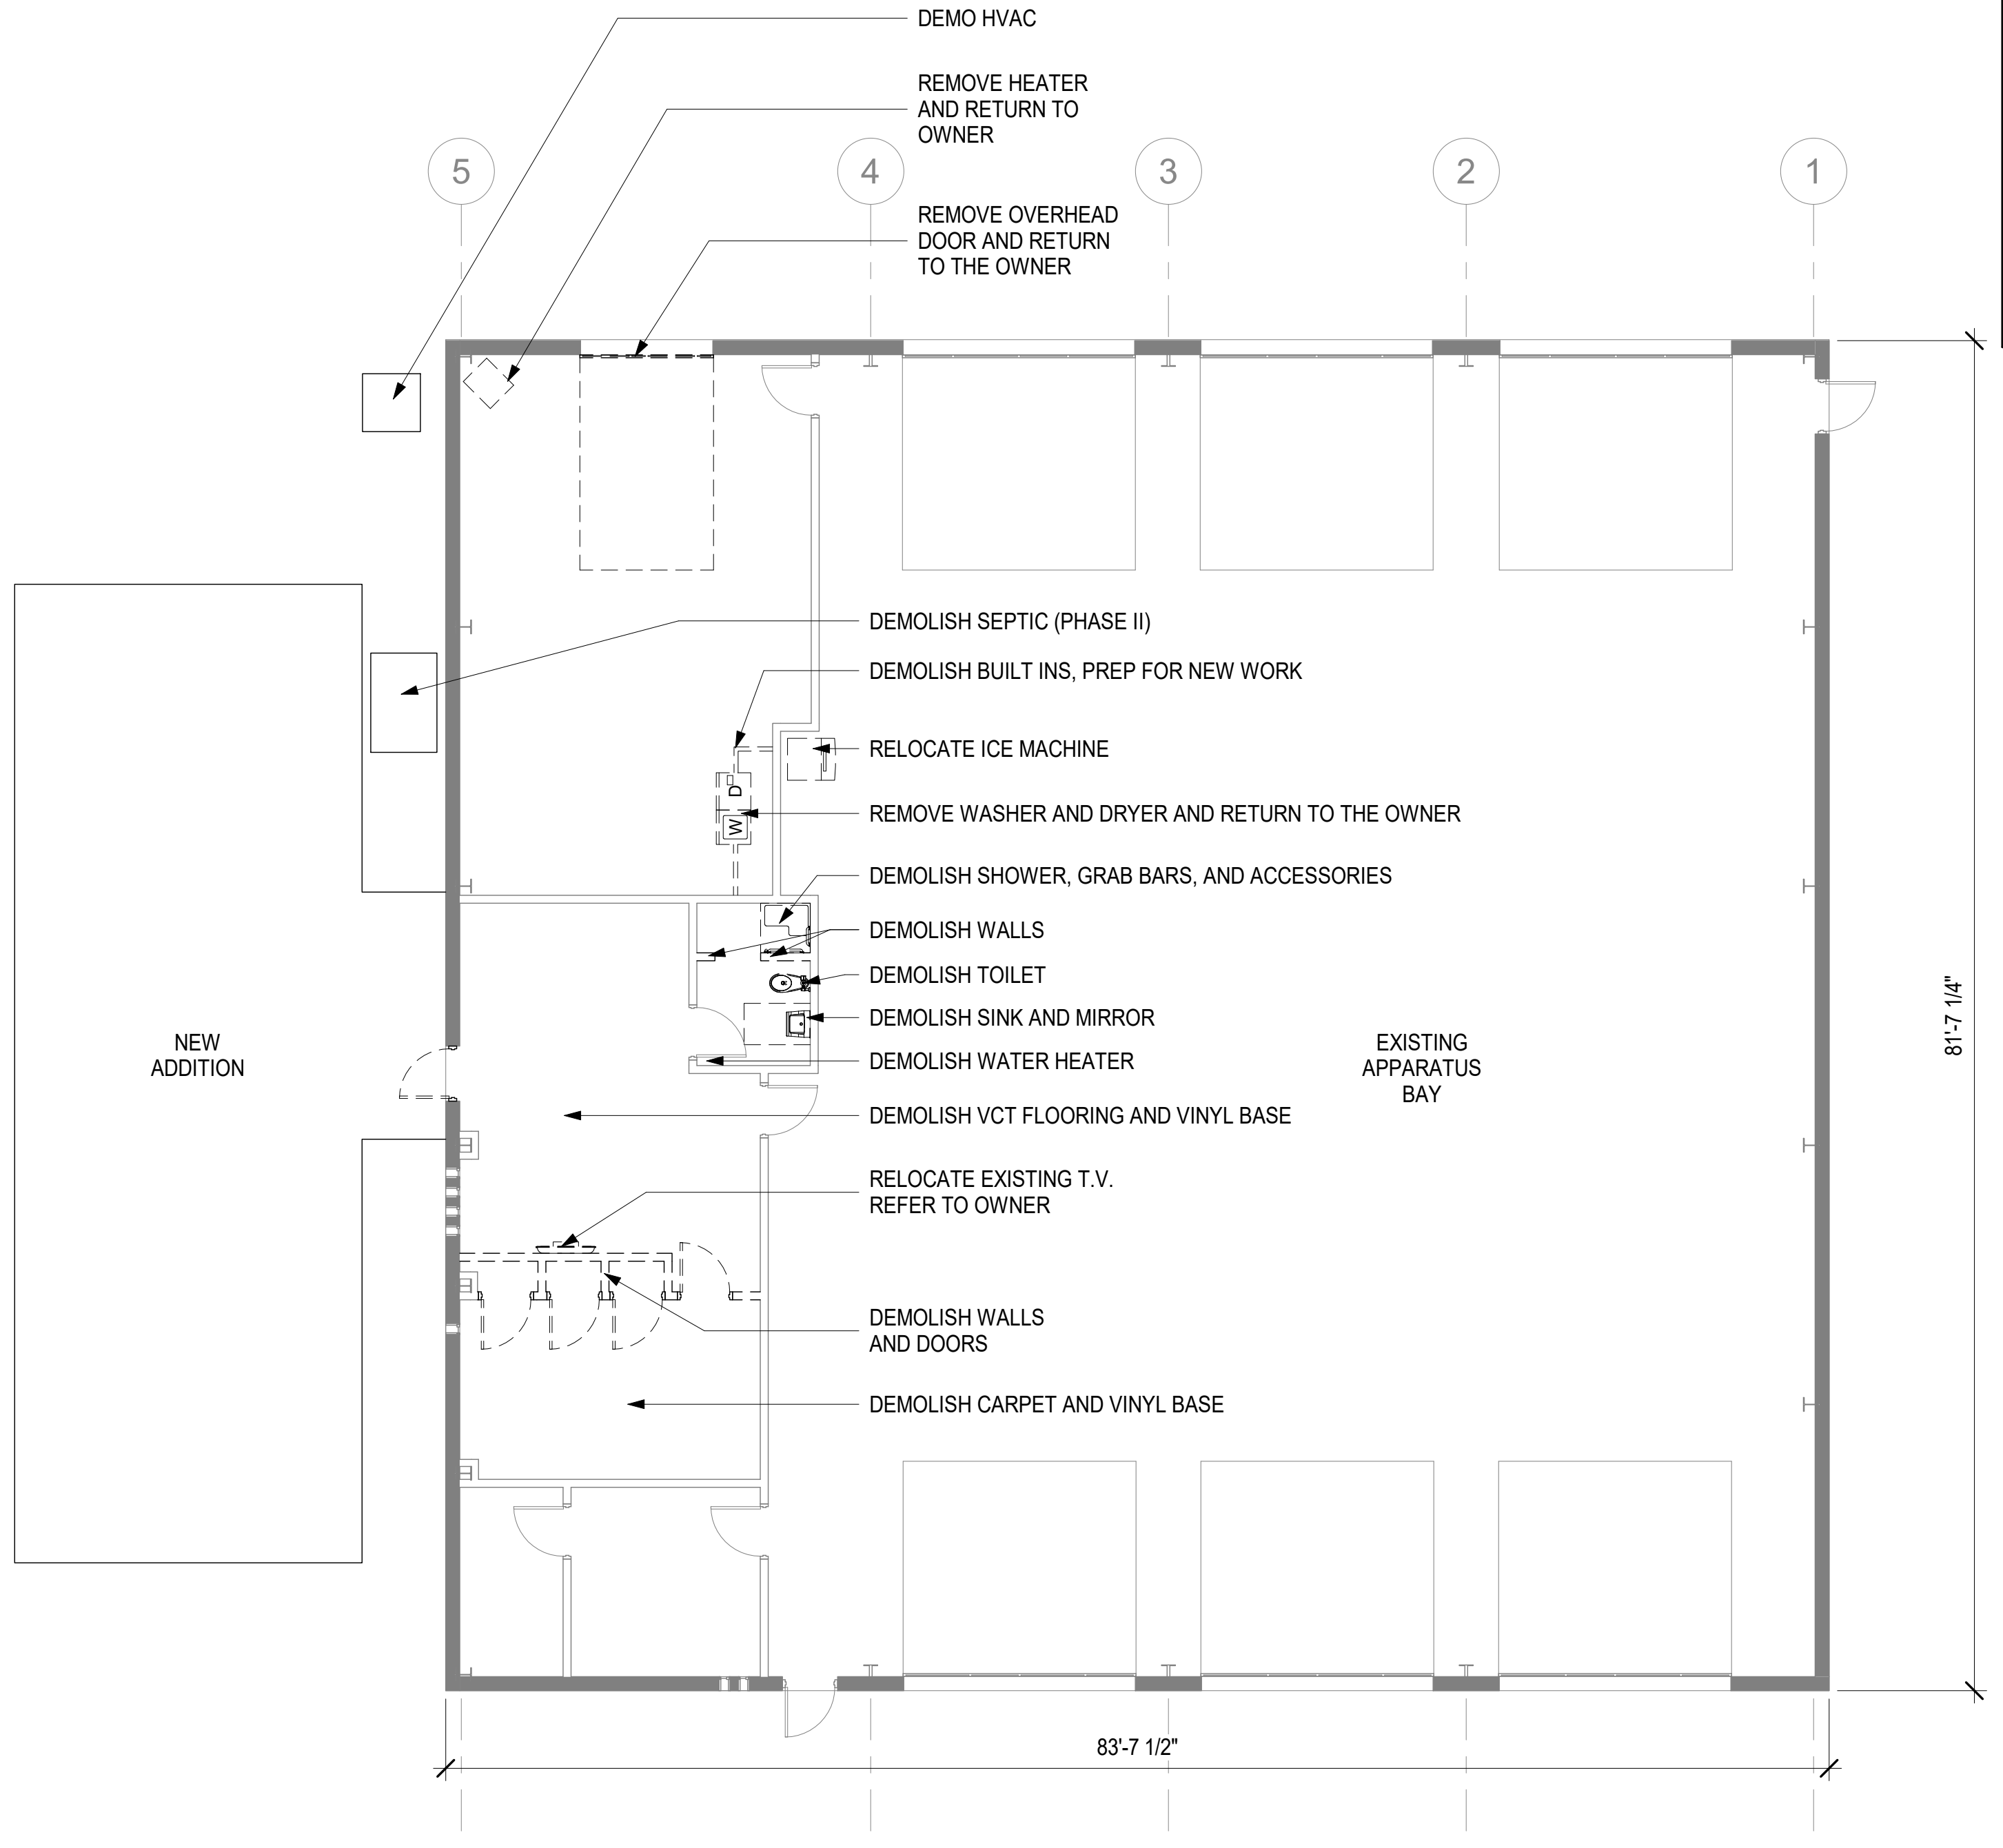 DEMO HVAC
REMOVE HEATER
AND RETURN TO
OWNER
5
4
3
2
1
REMOVE OVERHEAD
DOOR AND RETURN
TO THE OWNER
DEMOLISH SEPTIC (PHASE II)
DEMOLISH BUILT INS, PREP FOR NEW WORK
RELOCATE ICE MACHINE
D
W
REMOVE WASHER AND DRYER AND RETURN TO THE OWNER
DEMOLISH SHOWER, GRAB BARS, AND ACCESSORIES
DEMOLISH WALLS
DEMOLISH TOILET
DEMOLISH SINK AND MIRROR
DEMOLISH WATER HEATER
NEW
ADDITION
EXISTING
APPARATUS
BAY
81'-7 1/4"
DEMOLISH VCT FLOORING AND VINYL BASE
RELOCATE EXISTING T.V.
REFER TO OWNER
DEMOLISH WALLS
AND DOORS
DEMOLISH CARPET AND VINYL BASE
83'-7 1/2"